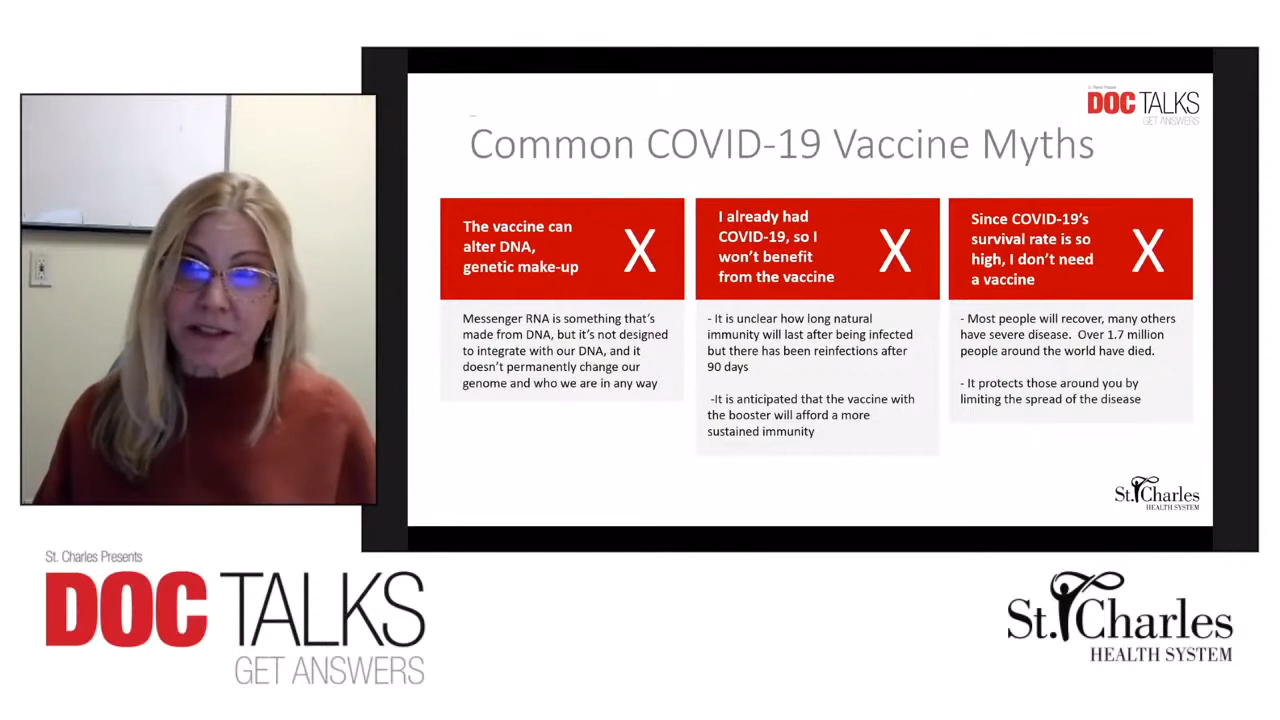 St. Charles Presents
DOC TALKS
GET ANSWERS
Common COVID-19 Vaccine Myths
The vaccine can
alter DNA,
genetic make-up
X
Messenger RNA is something that's
made from DNA, but it's not designed
to integrate with our DNA, and it
doesn't permanently change our
genome and who we are in any way
I already had
COVID-19, so I
won't benefit
from the vaccine
X
- It is unclear how long natural
immunity will last after being infected
but there has been reinfections after
90 days
-It is anticipated that the vaccine with
the booster will afford a more
sustained immunity
Since COVID-19's
survival rate is so
high, I don't need
a vaccine
X
- Most people will recover, many others
have severe disease. Over 1.7 million
people around the world have died.
- It protects those around you by
limiting the spread of the disease
St. Charles
HEALTH SYSTEM
St. Charles Presents
DOC TALKS
GET ANSWERS
St. Charles
HEALTH SYSTEM